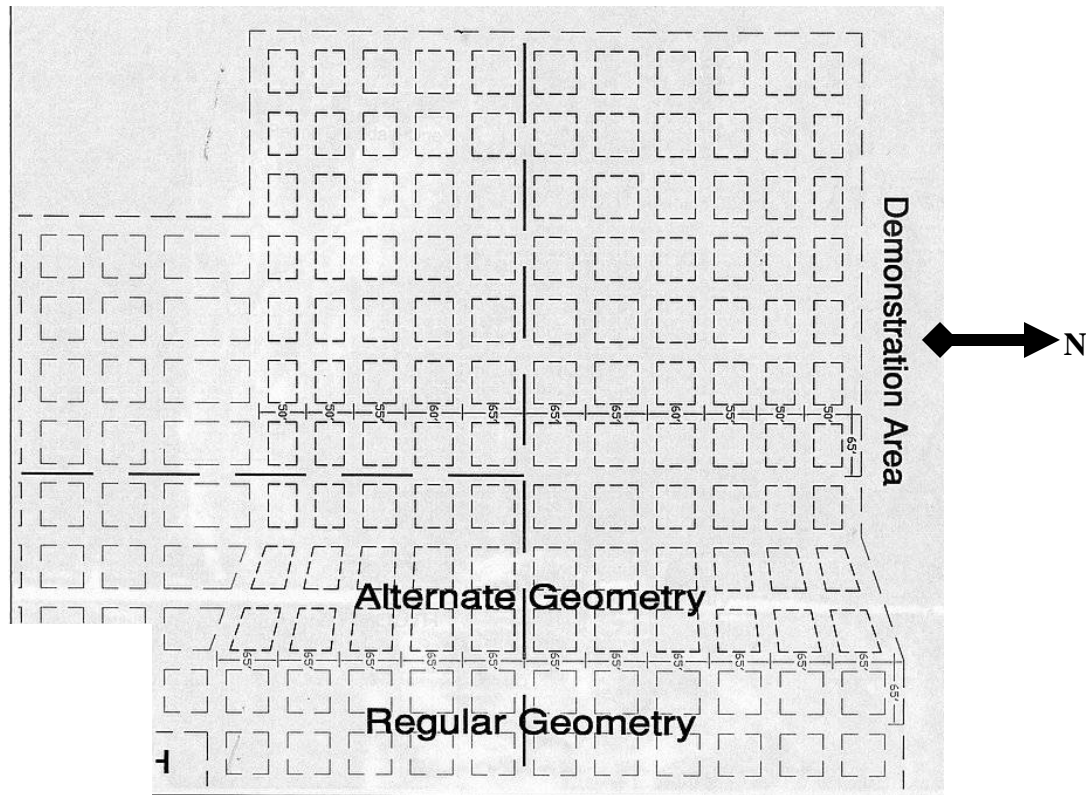 Demonstration Area
N
50' 50' 55' 60' 65' 65' 65' 60' 55' 50' 50'
65'
Alternate Geometry
65' 65' 65' 65' 65' 65' 65' 65' 65' 65' 65'
65'
Regular Geometry